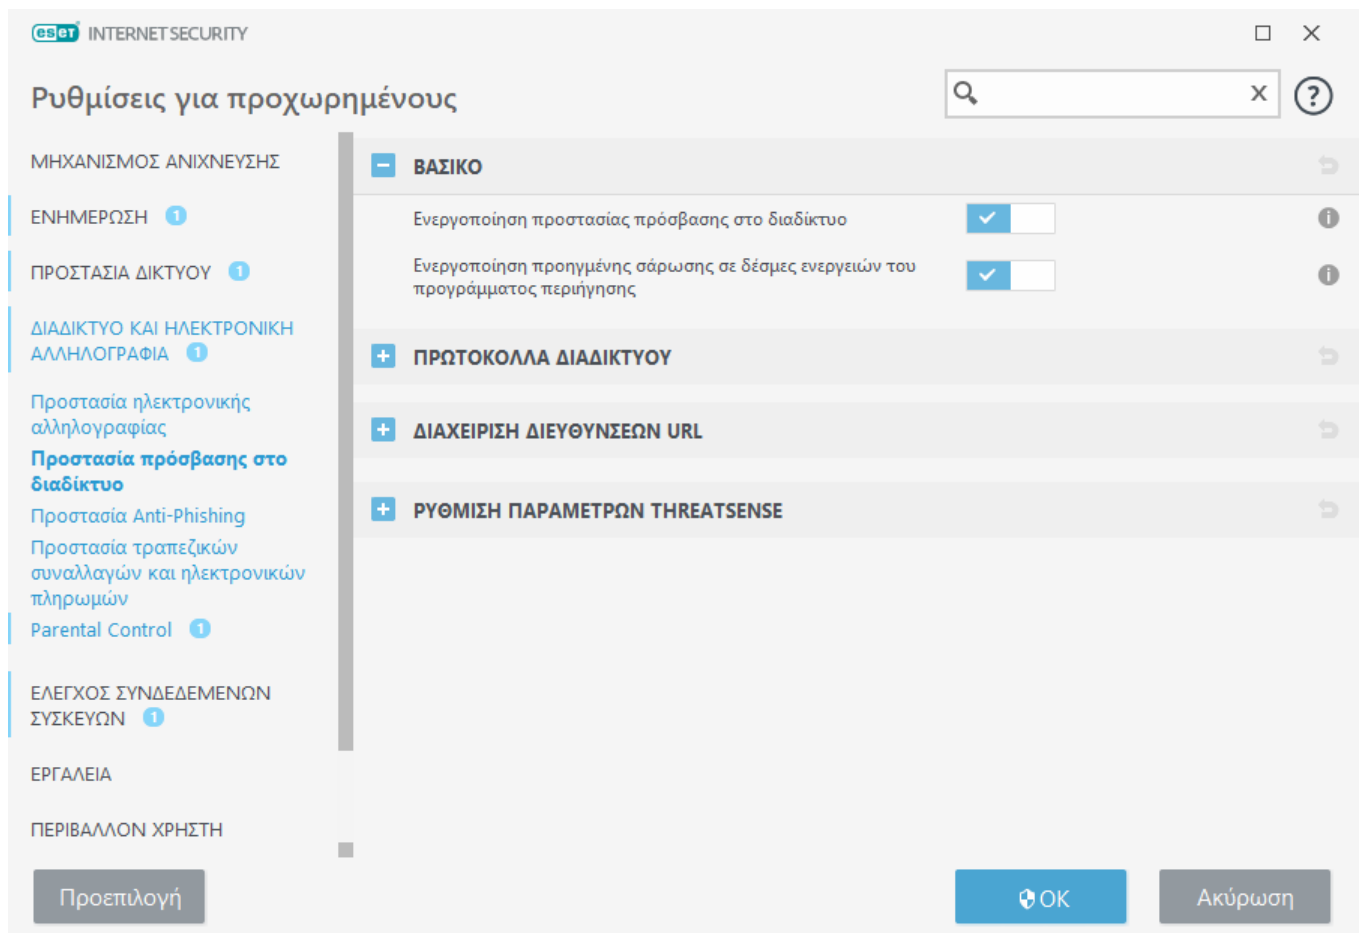 eset INTERNET SECURITY
Ρυθμίσεις για προχωρημένους
x
?
ΜΗΧΑΝΙΣΜΟΣ ΑΝΙΧΝΕΥΣΗΣ
ΕΝΗΜΕΡΩΣΗ 1
ΠΡΟΣΤΑΣΙΑ ΔΙΚΤΥΟΥ 1
ΔΙΑΔΙΚΤΥΟ ΚΑΙ ΗΛΕΚΤΡΟΝΙΚΗ
ΑΛΛΗΛΟΓΡΑΦΙΑ 1
Προστασία ηλεκτρονικής
αλληλογραφίας
Προστασία πρόσβασης στο
διαδίκτυο
Προστασία Anti-Phishing
Προστασία τραπεζικών
συναλλαγών και ηλεκτρονικών
πληρωμών
Parental Control 1
ΕΛΕΓΧΟΣ ΣΥΝΔΕΔΕΜΕΝΩΝ
ΣΥΣΚΕΥΩΝ 1
ΕΡΓΑΛΕΙΑ
ΠΕΡΙΒΑΛΛΟΝ ΧΡΗΣΤΗ
ΒΑΣΙΚΟ
Ενεργοποίηση προστασίας πρόσβασης στο διαδίκτυο
Ενεργοποίηση προηγμένης σάρωσης σε δέσμες ενεργειών του
προγράμματος περιήγησης
ΠΡΩΤΟΚΟΛΛΑ ΔΙΑΔΙΚΤΥΟΥ
ΔΙΑΧΕΙΡΙΣΗ ΔΙΕΥΘΥΝΣΕΩΝ URL
ΡΥΘΜΙΣΗ ΠΑΡΑΜΕΤΡΩΝ THREATSENSE
Προεπιλογή
OK
Ακύρωση